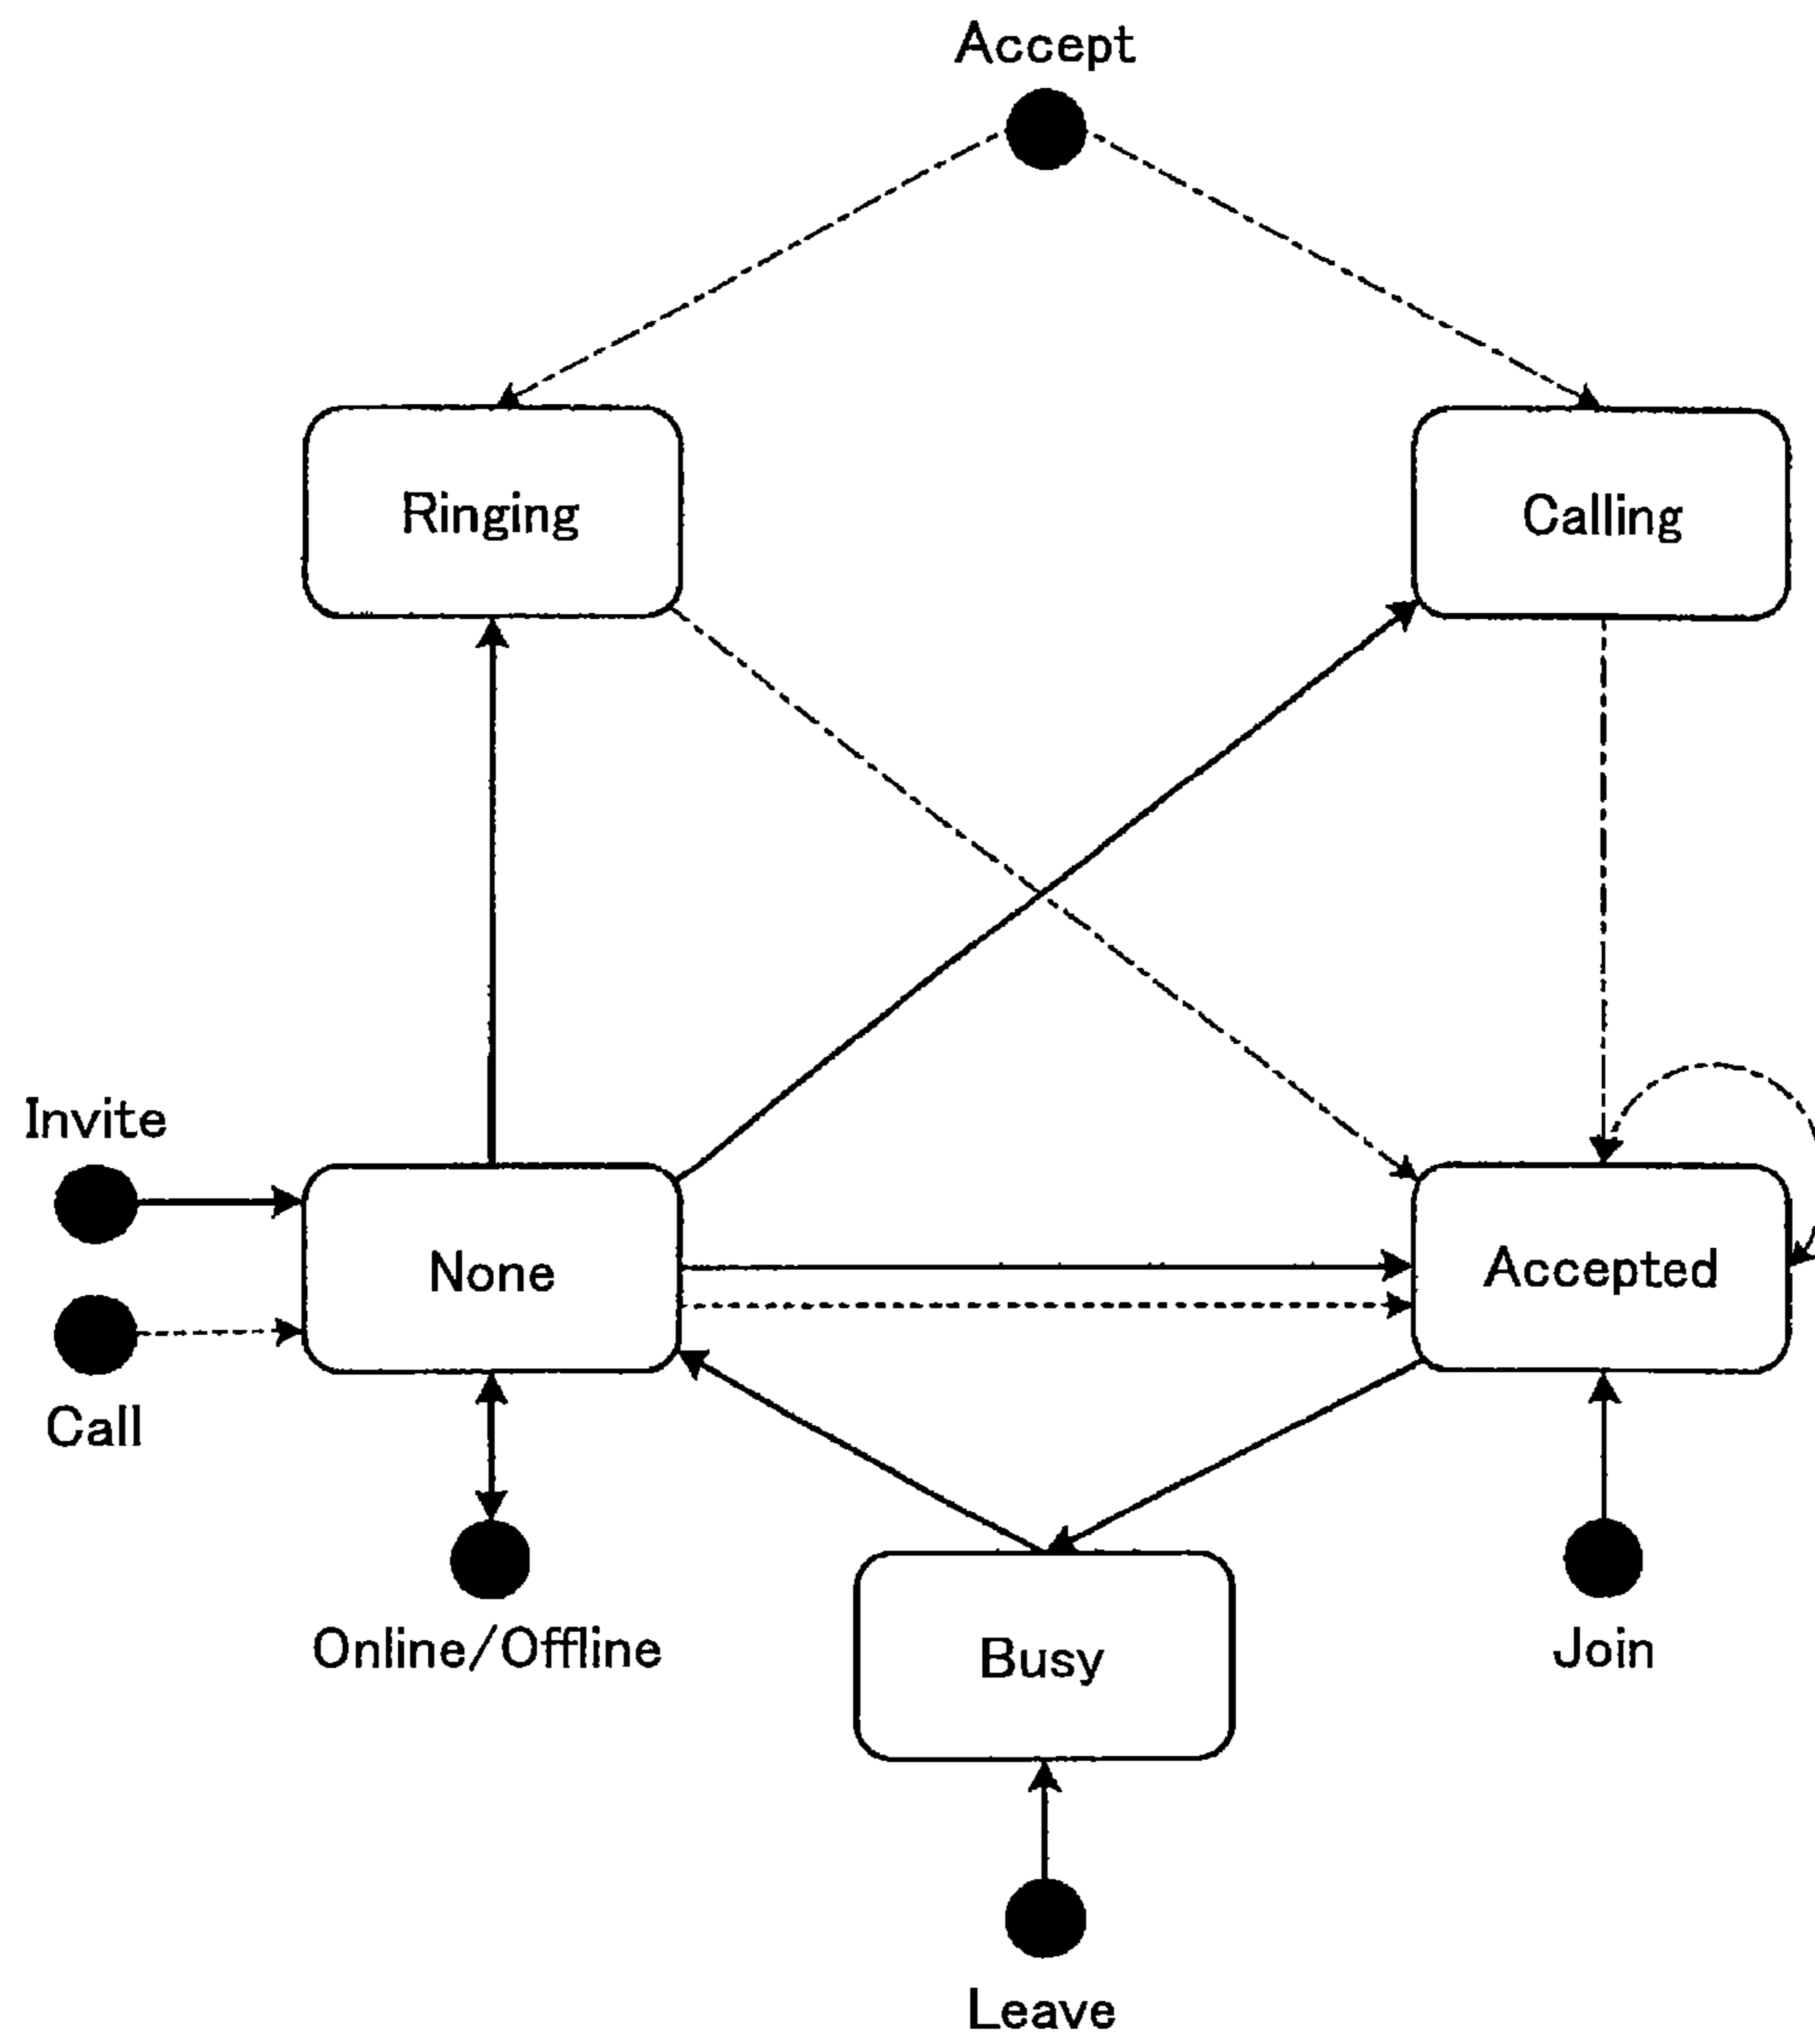 Accept
Ringing
Calling
Invite
None
Accepted
Call
Online/Offline
Busy
Join
Leave